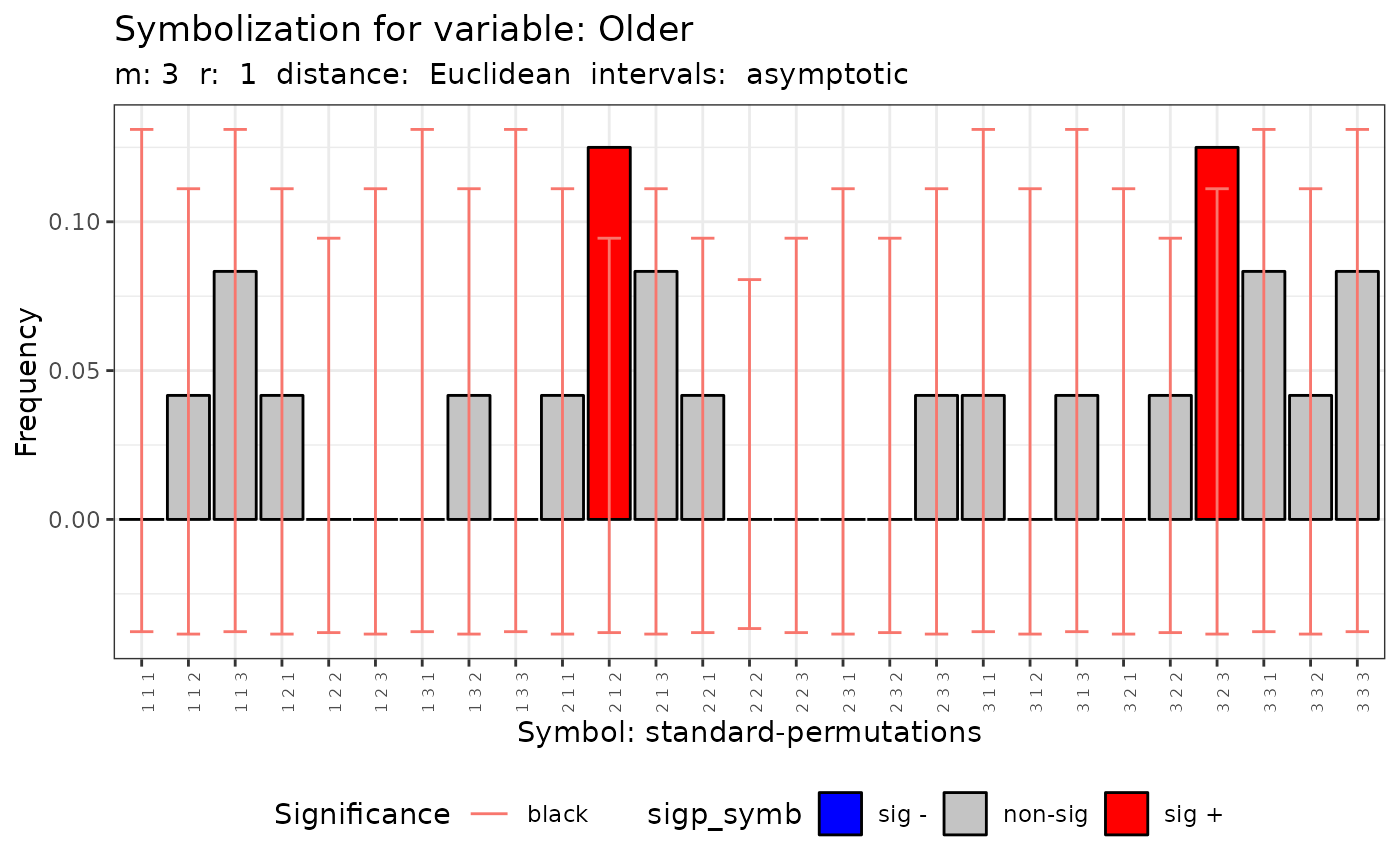 Symbolization for variable: Older
m: 3 r: 1 distance: Euclidean intervals: asymptotic
Frequency
0.10
0.05
0.00
1 1 1 1 1 2 1 1 3 1 2 1 1 2 2 1 2 3 1 3 1 1 3 2 1 3 3 2 1 1 2 1 2 2 1 3 2 2 1 2 2 2 2 2 3 2 3 1 2 3 2 2 3 3 3 1 1 3 1 2 3 1 3 3 2 1 3 2 2 3 2 3 3 3 1 3 3 2 3 3 3
Symbol: standard-permutations
Significance black sigp_symb sig - non-sig sig +